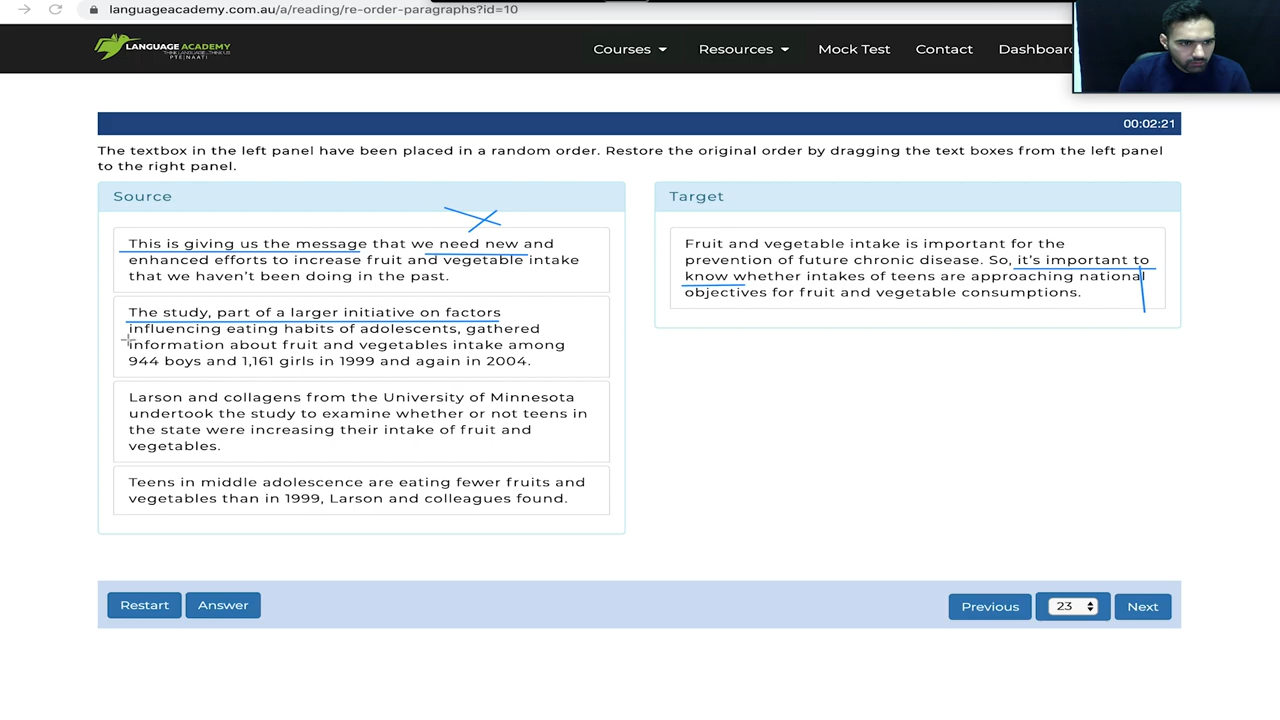 languageacademy.com.au/a/reading/re-order-paragraphs?id=10
LANGUAGE ACADEMY
THINK LANGUAGE - THINK US
PTE|NAATI
Courses
Resources
Mock Test
Contact
Dashboard
00:02:21
The textbox in the left panel have been placed in a random order. Restore the original order by dragging the text boxes from the left panel
to the right panel.
Source
This is giving us the message that we need new and
enhanced efforts to increase fruit and vegetable intake
that we haven't been doing in the past.
The study, part of a larger initiative on factors
influencing eating habits of adolescents, gathered
information about fruit and vegetables intake among
944 boys and 1,161 girls in 1999 and again in 2004.
Larson and collagens from the University of Minnesota
undertook the study to examine whether or not teens in
the state were increasing their intake of fruit and
vegetables.
Teens in middle adolescence are eating fewer fruits and
vegetables than in 1999, Larson and colleagues found.
Target
Fruit and vegetable intake is important for the
prevention of future chronic disease. So, it's important to
know whether intakes of teens are approaching national
objectives for fruit and vegetable consumptions.
Restart
Answer
Previous
23
Next